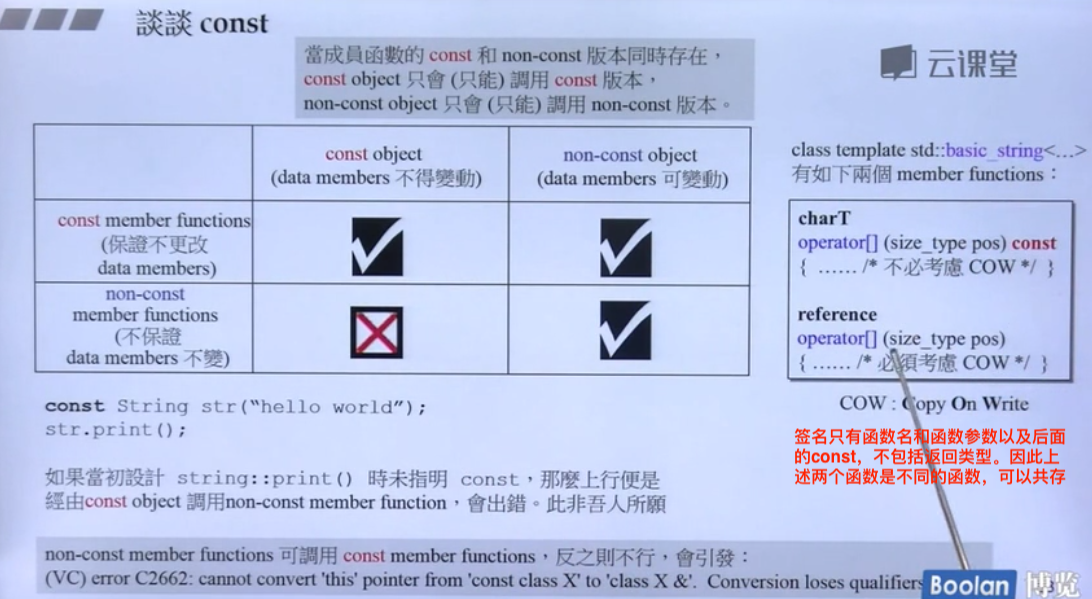 談談 const
當成員函數的 const 和 non-const 版本同時存在，
const object 只會 (只能) 調用 const 版本，
non-const object 只會 (只能) 調用 non-const 版本。
云课堂
const object
(data members 不得變動)
non-const object
(data members 可變動)
const member functions
(保證不更改
data members)
non-const
member functions
(不保證
data members 不變)
class template std::basic_string<...>
有如下兩個 member functions：
charT
operator[] (size_type pos) const
{ ...... /* 不必考慮 COW */ }
reference
operator[] (size_type pos)
{ ...... /* 必須考慮 COW */ }
COW : Copy On Write
签名只有函数名和函数参数以及后面
的const，不包括返回类型。因此上
述两个函数是不同的函数，可以共存
const String str("hello world");
str.print();
如果當初設計 string::print() 時未指明 const，那麼上行便是
經由const object 調用non-const member function，會出錯。此非吾人所願
non-const member functions 可調用 const member functions，反之則不行，會引發：
(VC) error C2662: cannot convert 'this' pointer from 'const class X' to 'class X &'. Conversion loses qualifiers
Boolan 博览